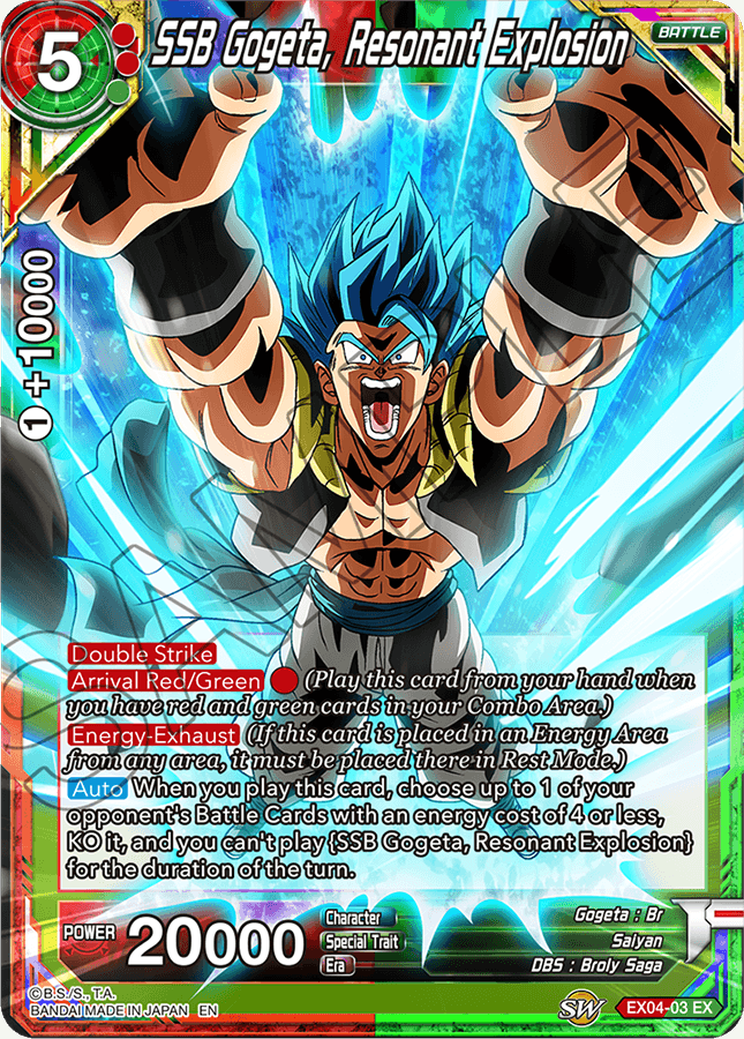 5
SSB Gogeta, Resonant Explosion
BATTLE
1 +10000
SAMPLE
Double Strike
Arrival Red/Green (Play this card from your hand when
you have red and green cards in your Combo Area.)
Energy-Exhaust (If this card is placed in an Energy Area
from any area, it must be placed there in Rest Mode.)
Auto When you play this card, choose up to 1 of your
opponent's Battle Cards with an energy cost of 4 or less,
KO it, and you can't play {SSB Gogeta, Resonant Explosion}
for the duration of the turn.
POWER 20000
Character Gogeta : Br
Special Trait Saiyan
Era DBS : Broly Saga
©B.S./S., T.A.
BANDAI MADE IN JAPAN EN
SW EX04-03 EX